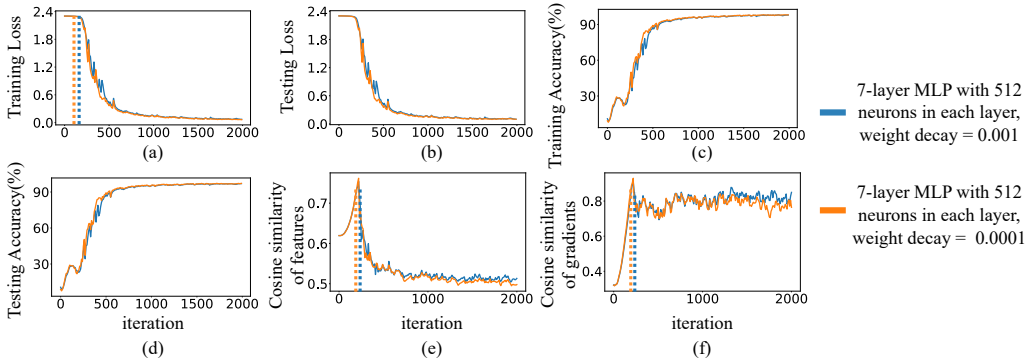 Training Loss
2.4
1.8
1.2
0.6
0.0
0 500 1000 1500 2000
(a)
Testing Loss
2.4
1.8
1.2
0.6
0.0
0 500 1000 1500 2000
(b)
Training Accuracy(%)
90
60
30
0 500 1000 1500 2000
(c)
7-layer MLP with 512
neurons in each layer,
weight decay = 0.001
Testing Accuracy(%)
90
60
30
0 500 1000 1500 2000
iteration
(d)
Cosine similarity
of features
0.7
0.6
0.5
0 1000 2000
iteration
(e)
Cosine similarity
of gradients
0.8
0.6
0.4
0 1000 2000
iteration
(f)
7-layer MLP with 512
neurons in each layer,
weight decay = 0.0001